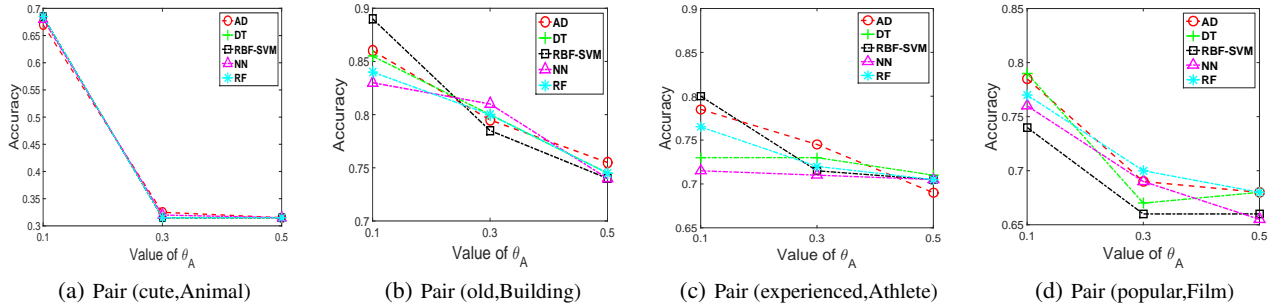 Accuracy
0.7
0.65
0.6
0.55
0.5
0.45
0.4
0.35
0.3
0.1
0.3
0.5
Value of θA
AD
DT
RBF-SVM
NN
RF
(a) Pair (cute,Animal)
Accuracy
0.9
0.85
0.8
0.75
0.7
0.1
0.3
0.5
Value of θA
AD
DT
RBF-SVM
NN
RF
(b) Pair (old,Building)
Accuracy
0.9
0.85
0.8
0.75
0.7
0.65
0.1
0.3
0.5
Value of θA
AD
DT
RBF-SVM
NN
RF
(c) Pair (experienced,Athlete)
Accuracy
0.85
0.8
0.75
0.7
0.65
0.1
0.3
0.5
Value of θA
AD
DT
RBF-SVM
NN
RF
(d) Pair (popular,Film)